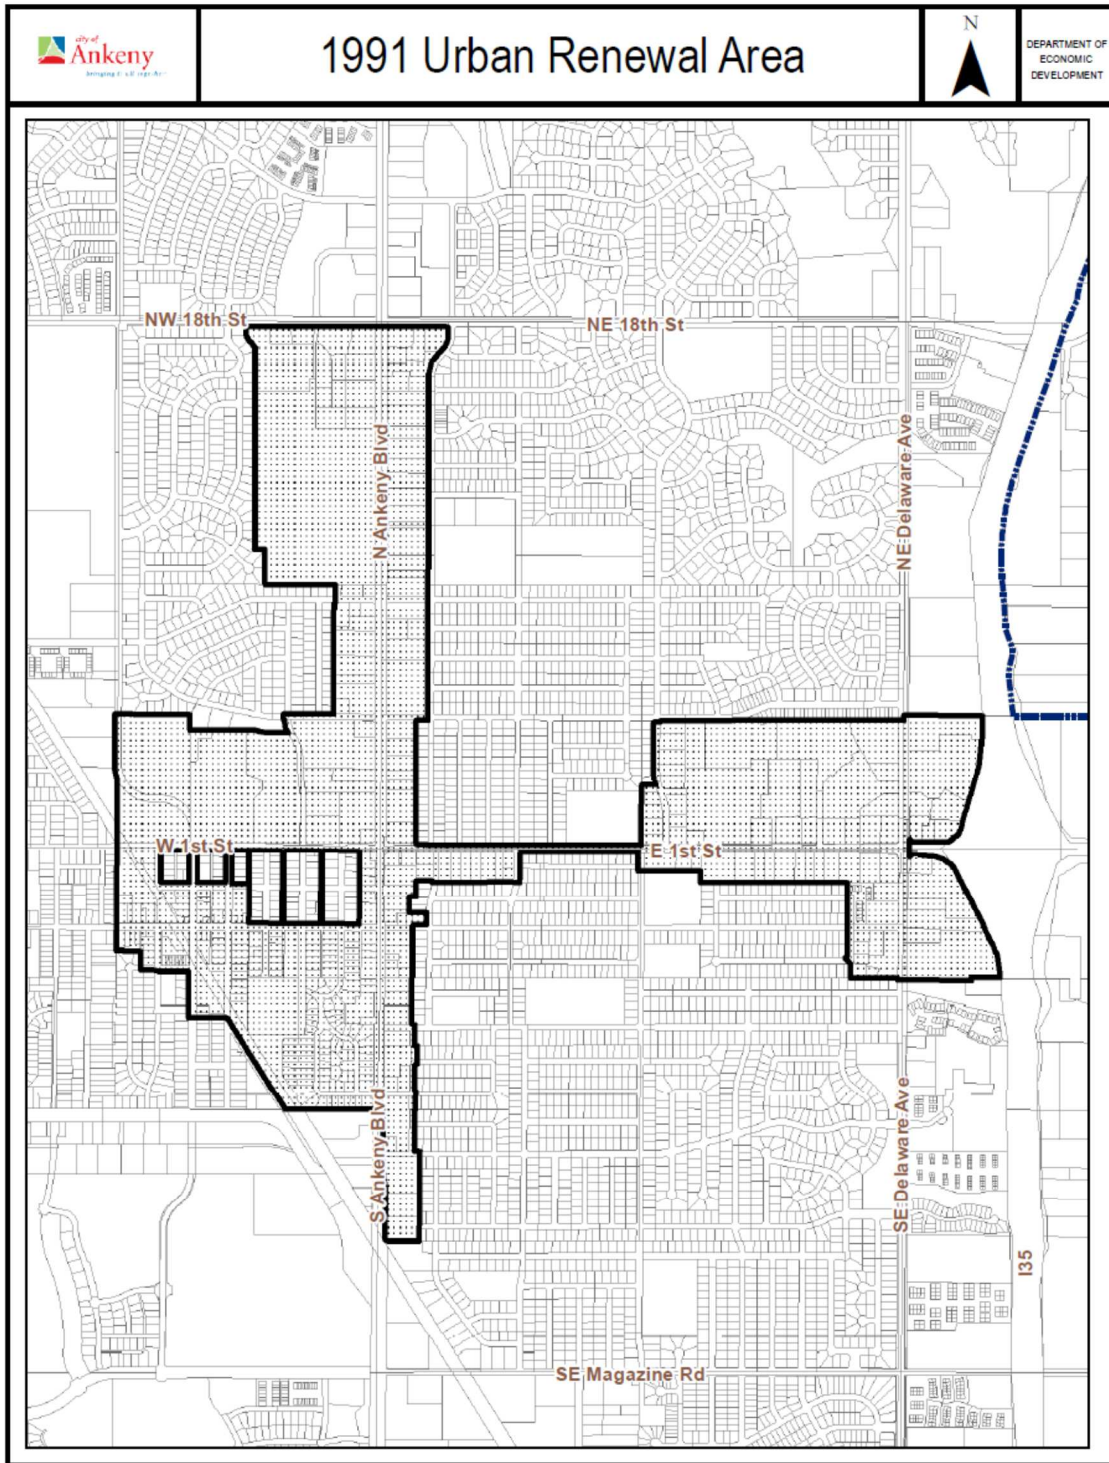 city of
Ankeny
1991 Urban Renewal Area
N
DEPARTMENT OF
ECONOMIC
DEVELOPMENT
NW 18th St
NE 18th St
N Ankeny Blvd
NE Delaware Ave
W 1st St
E 1st St
S Ankeny Blvd
SE Delaware Ave
I35
SE Magazine Rd